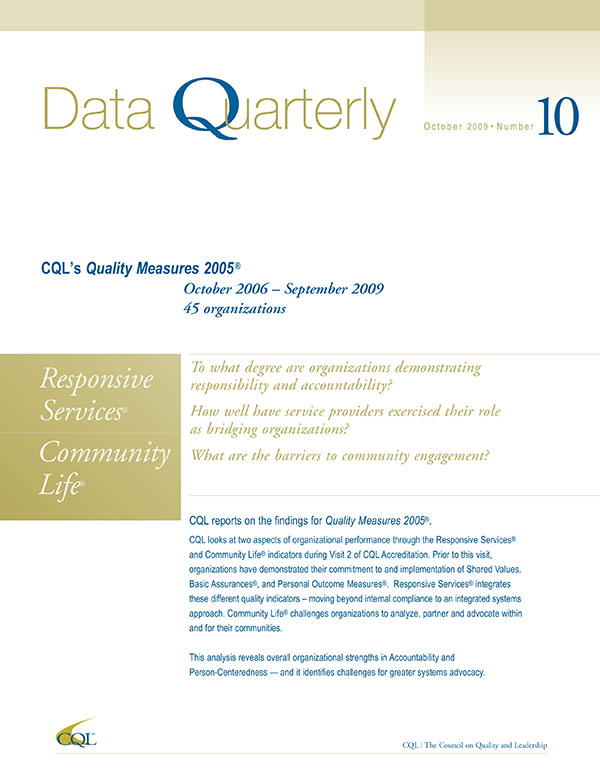 Data Quarterly
October 2009 • Number 10
CQL's Quality Measures 2005®
October 2006 – September 2009
45 organizations
Responsive
Services®
Community
Life®
To what degree are organizations demonstrating
responsibility and accountability?
How well have service providers exercised their role
as bridging organizations?
What are the barriers to community engagement?
CQL reports on the findings for Quality Measures 2005®.
CQL looks at two aspects of organizational performance through the Responsive Services®
and Community Life® indicators during Visit 2 of CQL Accreditation. Prior to this visit,
organizations have demonstrated their commitment to and implementation of Shared Values,
Basic Assurances®, and Personal Outcome Measures®. Responsive Services® integrates
these different quality indicators – moving beyond internal compliance to an integrated systems
approach. Community Life® challenges organizations to analyze, partner and advocate within
and for their communities.
This analysis reveals overall organizational strengths in Accountability and
Person-Centeredness — and it identifies challenges for greater systems advocacy.
CQL
CQL | The Council on Quality and Leadership